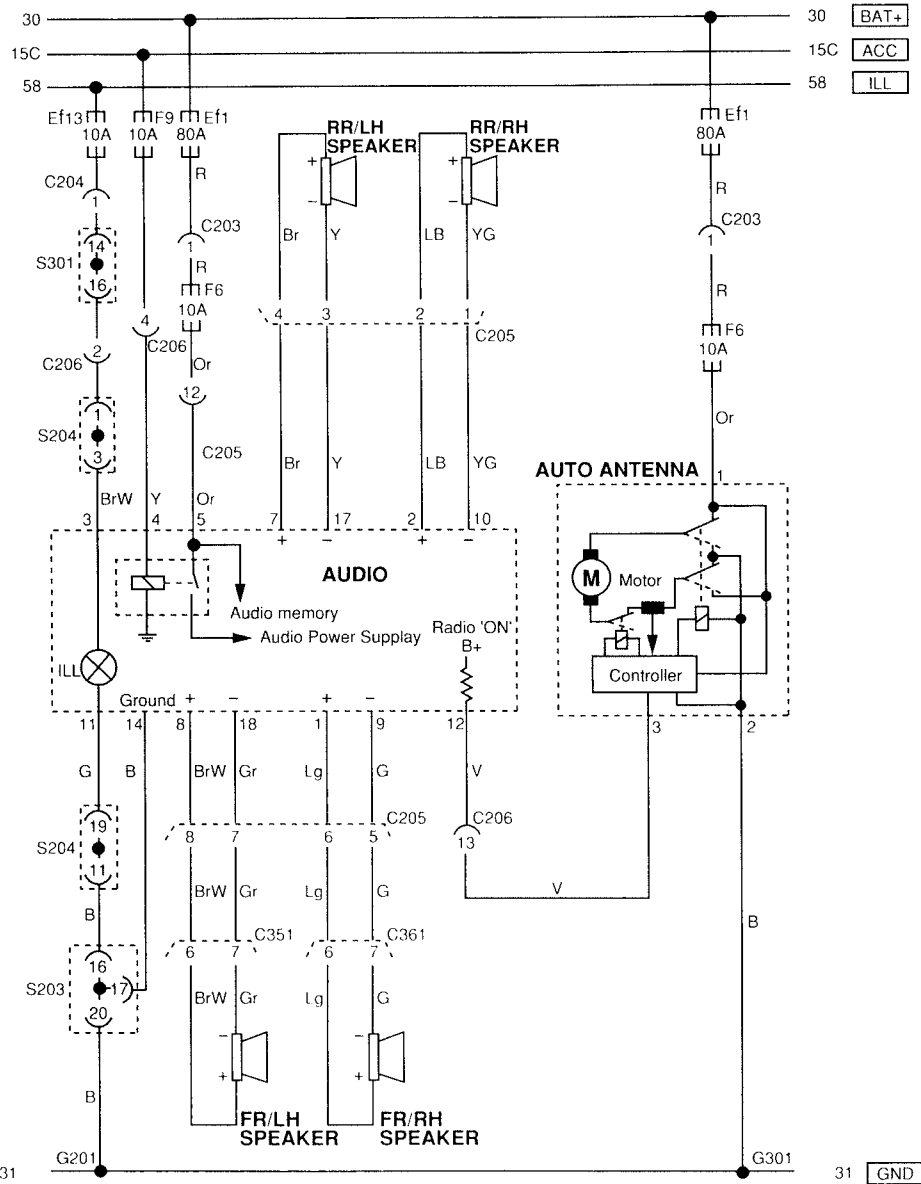 30 30 BAT+
15C 15C ACC
58 58 ILL
Ef13 F9 Ef1 Ef1
10A 10A 80A 80A
RR/LH SPEAKER
RR/RH SPEAKER
R R
C204 1
C203 1
C203 1
+ +
− −
Br Y LB YG
S301 14 16
R R
F6 10A
4 3 2 1
C205
4 C206
F6
10A
C206 2
Or
12
S204 1 3
C205
Or
Br Y LB YG
AUTO ANTENNA
1
BrW Y Or
3 4 5 7 17 2 10
+ − + −
AUDIO
M Motor
Audio memory
Audio Power Supplay
Radio 'ON'
B+
ILL
Controller
Ground + − + −
11 14 8 18 1 9 12 3 2
G B BrW Gr Lg G V
S204 19 11
C205
8 7 6 5
C206
13
BrW Gr Lg G V
B B
C351 C361
6 7 6 7
S203 16 17 20
BrW Gr Lg G
− −
+ +
B
FR/LH SPEAKER
FR/RH SPEAKER
31 G201 G301 31 GND